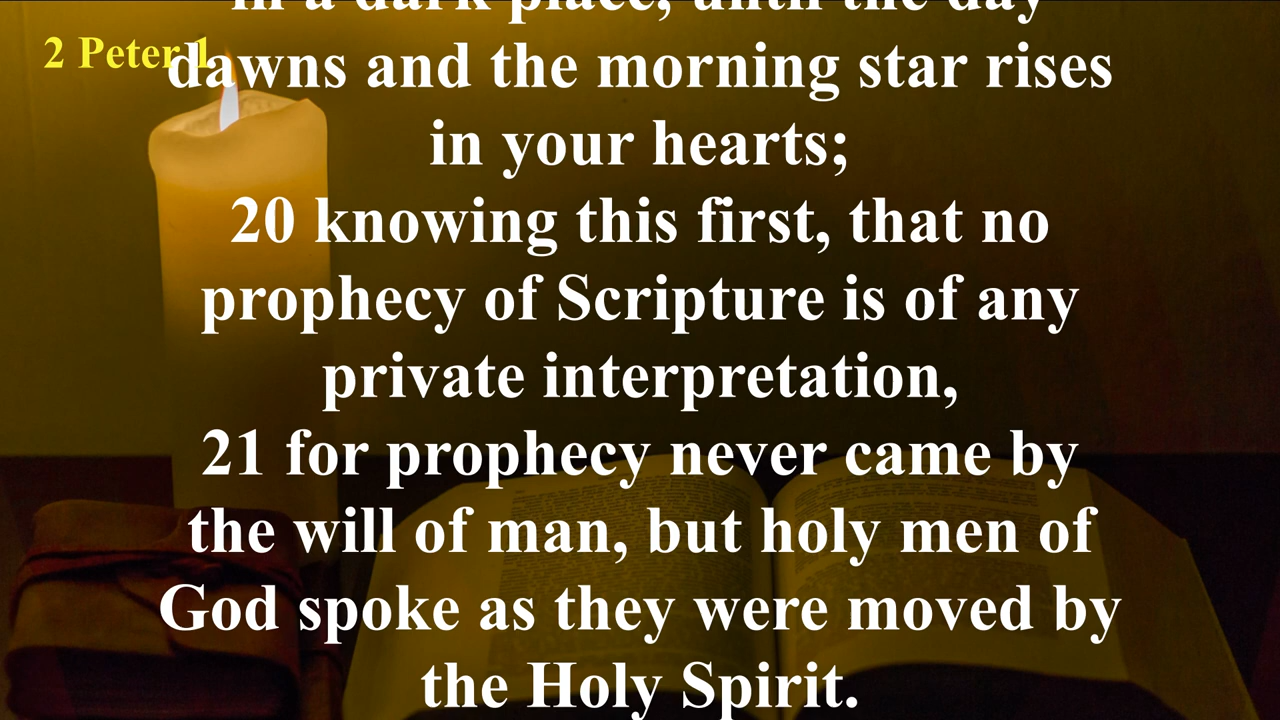 in a dark place, until the day
2 Peter 1
dawns and the morning star rises
in your hearts;
20 knowing this first, that no
prophecy of Scripture is of any
private interpretation,
21 for prophecy never came by
the will of man, but holy men of
God spoke as they were moved by
the Holy Spirit.